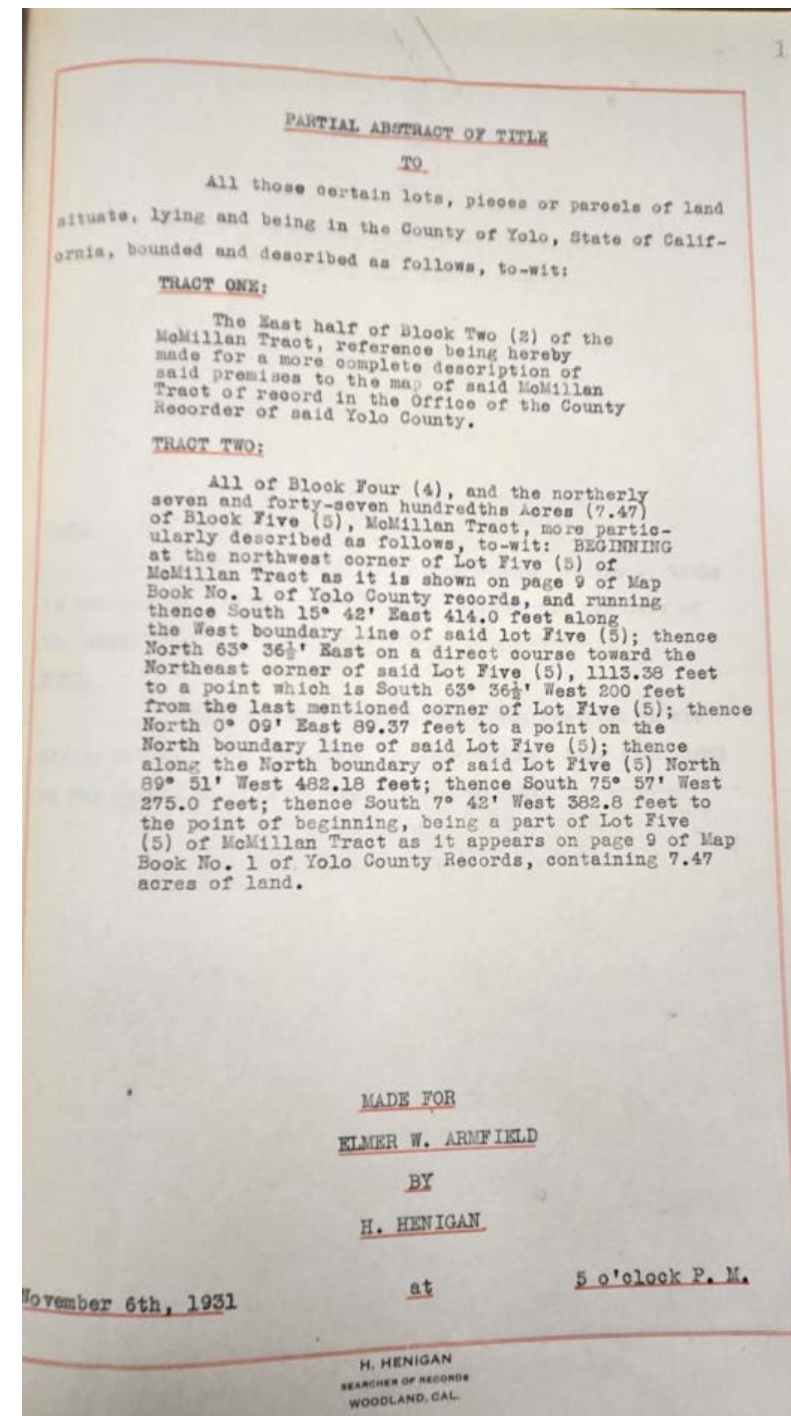 1
PARTIAL ABSTRACT OF TITLE
TO
All those certain lots, pieces or parcels of land
situate, lying and being in the County of Yolo, State of Calif-
ornia, bounded and described as follows, to-wit:
TRACT ONE:
The East half of Block Two (2) of the
McMillan Tract, reference being hereby
made for a more complete description of
said premises to the map of said McMillan
Tract of record in the Office of the County
Recorder of said Yolo County.
TRACT TWO:
All of Block Four (4), and the northerly
seven and forty-seven hundredths Acres (7.47)
of Block Five (5), McMillan Tract, more partic-
ularly described as follows, to-wit: BEGINNING
at the northwest corner of Lot Five (5) of
McMillan Tract as it is shown on page 9 of Map
Book No. 1 of Yolo County records, and running
thence South 15° 42' East 414.0 feet along
the West boundary line of said lot Five (5); thence
North 63° 36½' East on a direct course toward the
Northeast corner of said Lot Five (5), 1113.38 feet
to a point which is South 63° 36½' West 200 feet
from the last mentioned corner of Lot Five (5); thence
North 0° 09' East 89.37 feet to a point on the
North boundary line of said Lot Five (5); thence
along the North boundary of said Lot Five (5) North
89° 51' West 482.18 feet; thence South 75° 57' West
275.0 feet; thence South 7° 42' West 382.8 feet to
the point of beginning, being a part of Lot Five
(5) of McMillan Tract as it appears on page 9 of Map
Book No. 1 of Yolo County Records, containing 7.47
acres of land.
MADE FOR
ELMER W. ARMFIELD
BY
H. HENIGAN
November 6th, 1931 at 5 o'clock P. M.
H. HENIGAN
SEARCHER OF RECORDS
WOODLAND, CAL.